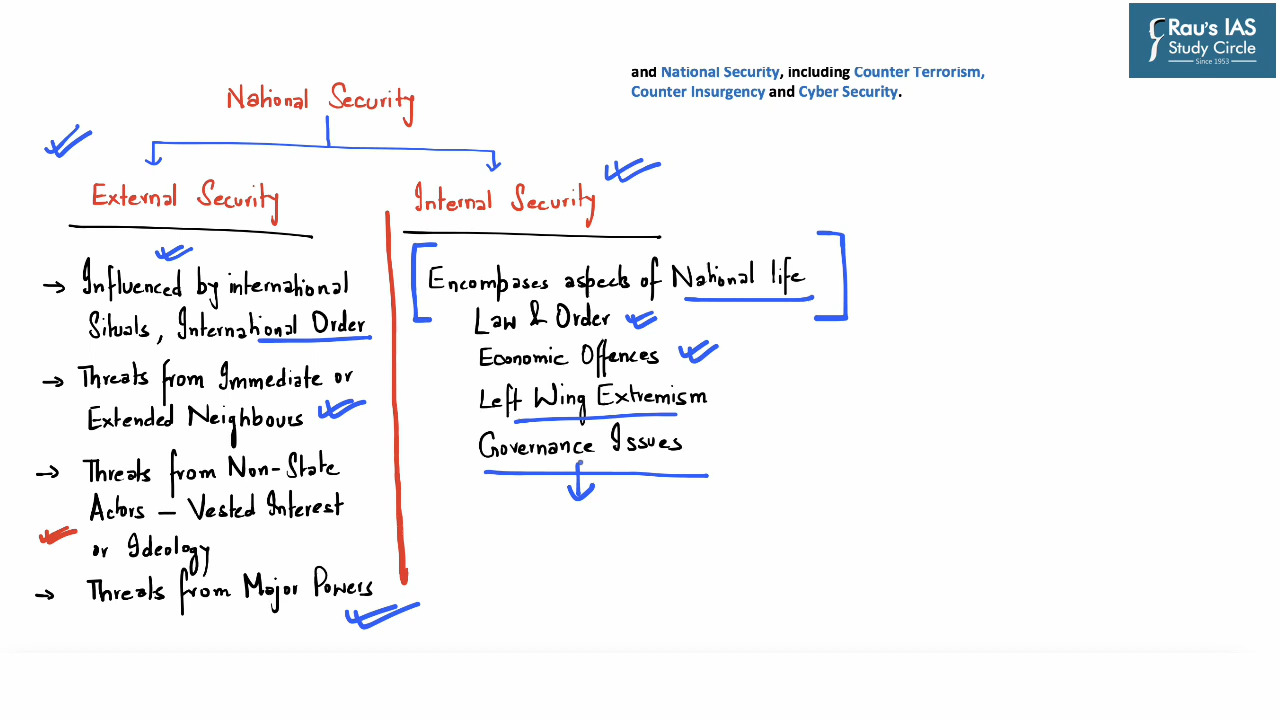 Rau's IAS
Study Circle
Since 1953
and National Security, including Counter Terrorism,
Counter Insurgency and Cyber Security.
National Security
External Security
→ Influenced by international
Situals, International Order
→ Threats from Immediate or
Extended Neighbours
→ Threats from Non-State
Actors – Vested Interest
or Ideology
→ Threats from Major Powers
Internal Security
Encompases aspects of National life
Law & Order
Economic Offences
Left Wing Extremism
Governance Issues